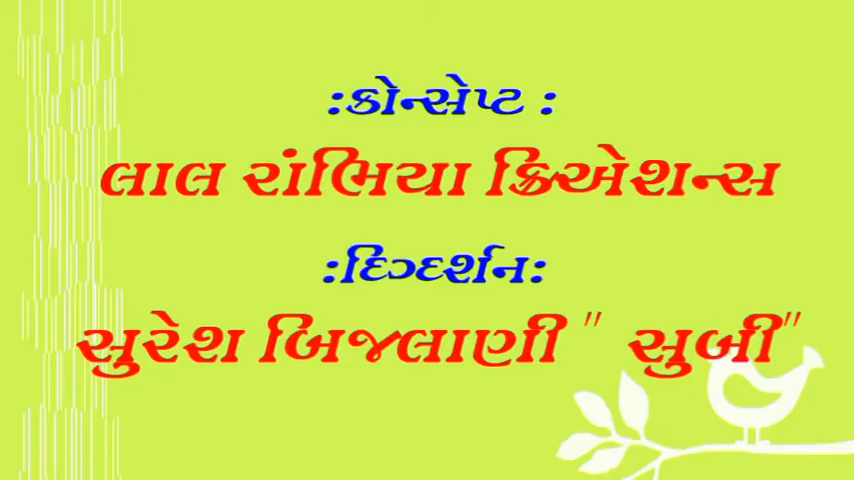 :કોન્સેપ્ટ :
લાલ રાંભિયા ક્રિએશન્સ
:દિગ્દર્શન:
સુરેશ બિજલાણી " સુબી"